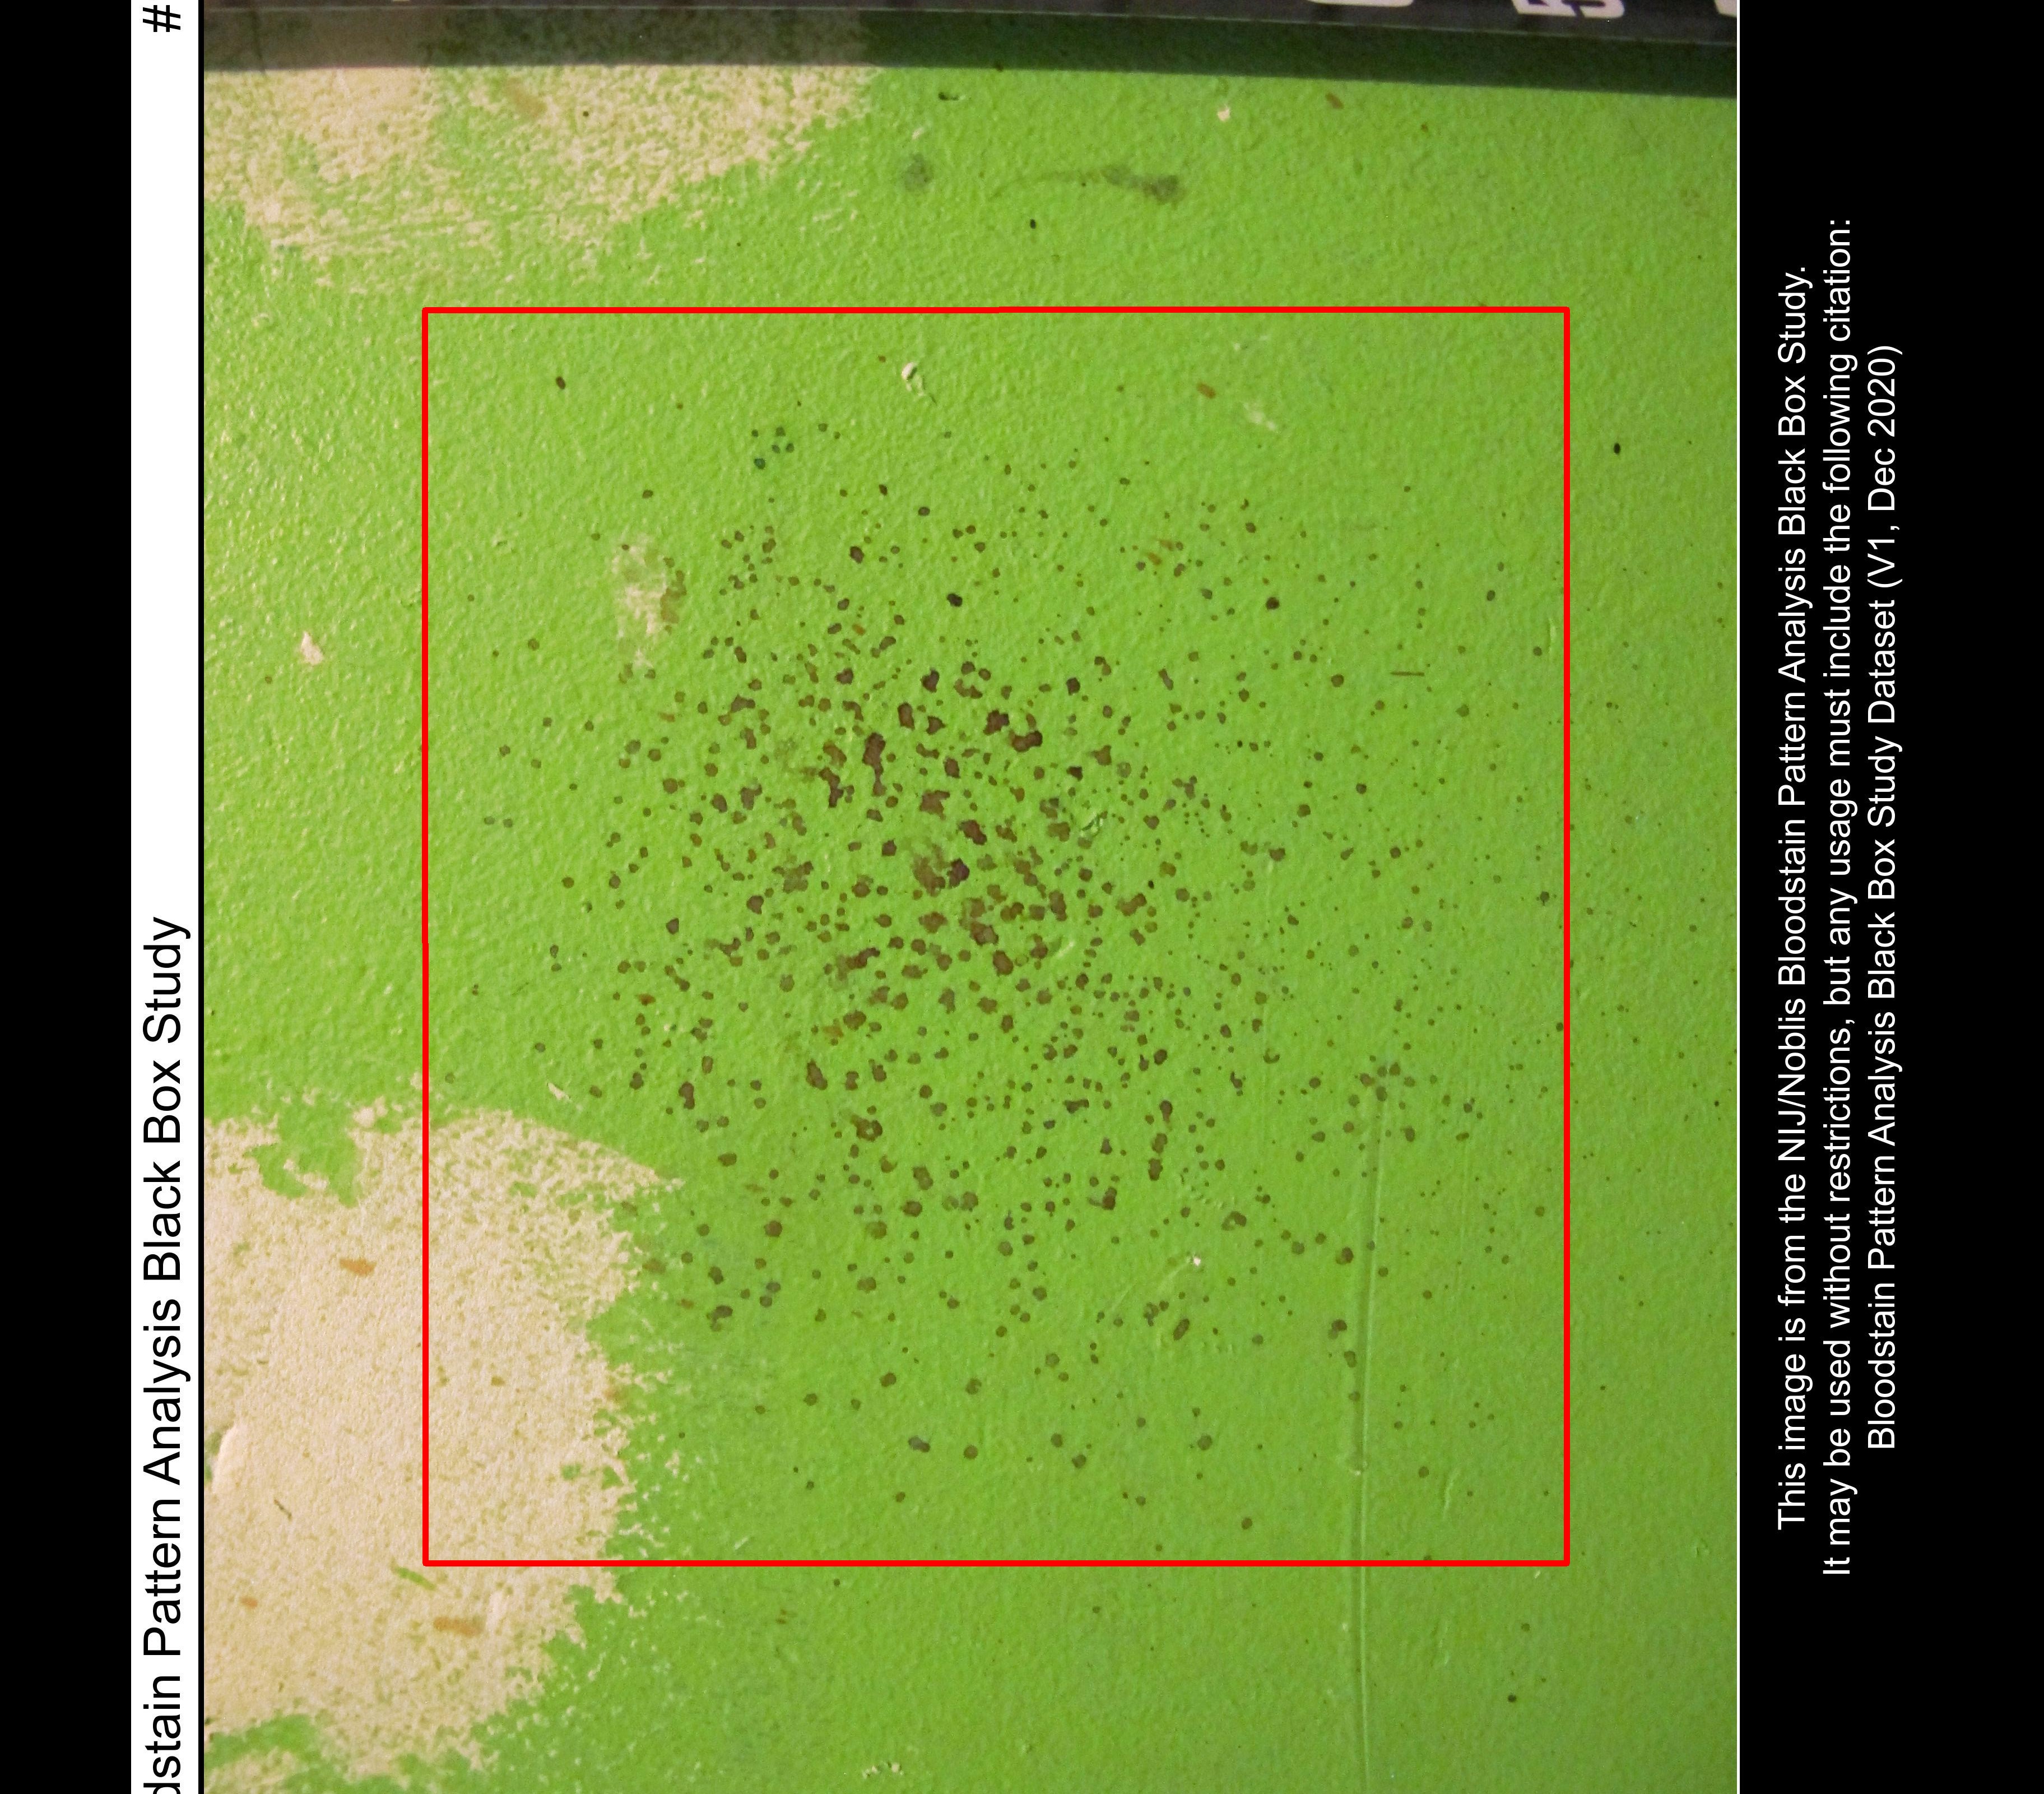 #
dstain Pattern Analysis Black Box Study
This image is from the NIJ/Noblis Bloodstain Pattern Analysis Black Box Study.
It may be used without restrictions, but any usage must include the following citation:
Bloodstain Pattern Analysis Black Box Study Dataset (V1, Dec 2020)